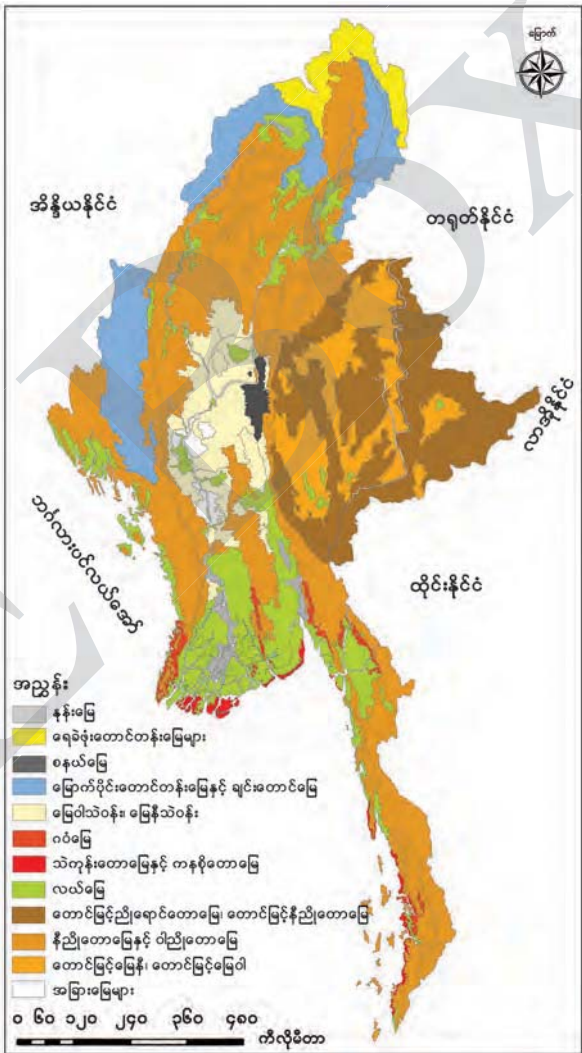 မြောက်
အိန္ဒိယနိုင်ငံ
တရုတ်နိုင်ငံ
လာအိုနိုင်ငံ
ဘင်္ဂလားပင်လယ်အော်
ထိုင်းနိုင်ငံ
အညွှန်း
နုန်းမြေ
ရေခဲဖုံးတောင်တန်းမြေများ
စနယ်မြေ
မြောက်ပိုင်းတောင်တန်းမြေနှင့် ချင်းတောင်မြေ
မြေဝါသဲဝန်း၊ မြေနီသဲဝန်း
ဂဝံမြေ
သဲကုန်းတောမြေနှင့် ကနစိုတောမြေ
လယ်မြေ
တောင်မြင့်ညိုရောင်တောမြေ၊ တောင်မြင့်နီညိုတောမြေ
နီညိုတောမြေနှင့် ဝါညိုတောမြေ
တောင်မြင့်မြေနီ၊ တောင်မြင့်မြေဝါ
အခြားမြေများ
၀ ၆၀ ၁၂၀ ၂၄၀ ၃၆၀ ၄၈၀
ကီလိုမီတာ